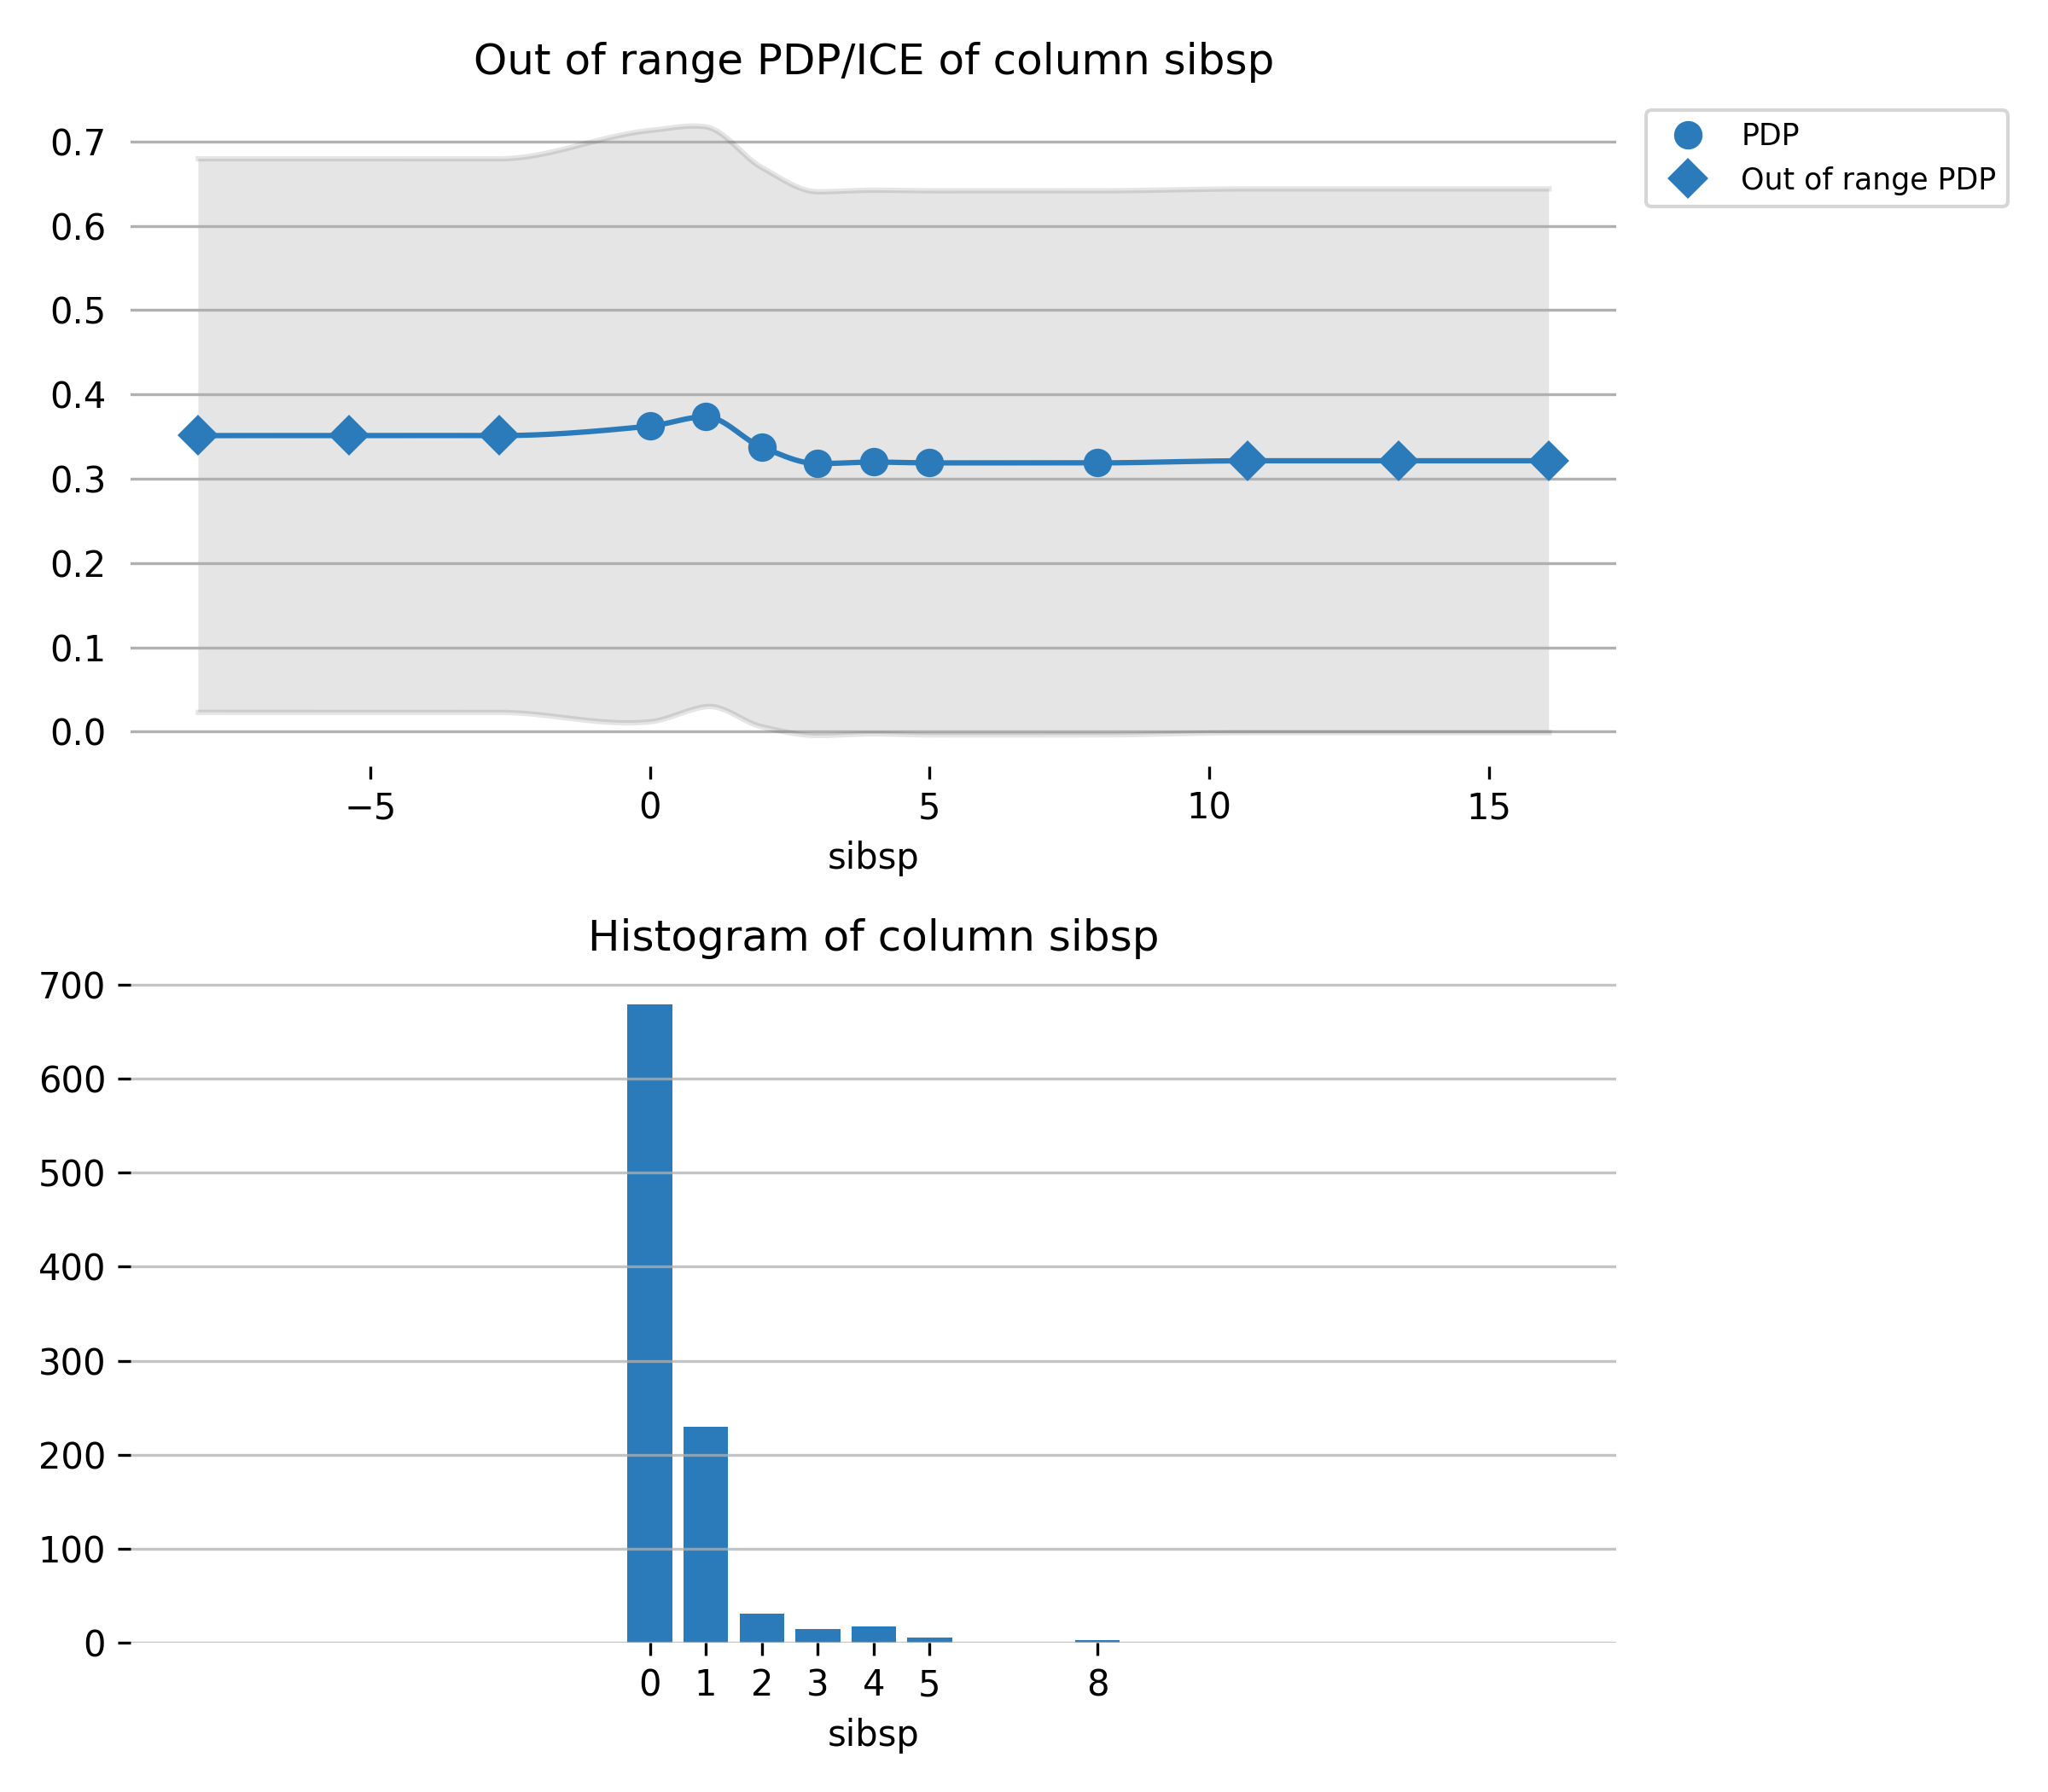 Out of range PDP/ICE of column sibsp
0.7
0.6
0.5
0.4
0.3
0.2
0.1
0.0
−5 0 5 10 15
sibsp
PDP
Out of range PDP
Histogram of column sibsp
700
600
500
400
300
200
100
0
0 1 2 3 4 5 8
sibsp